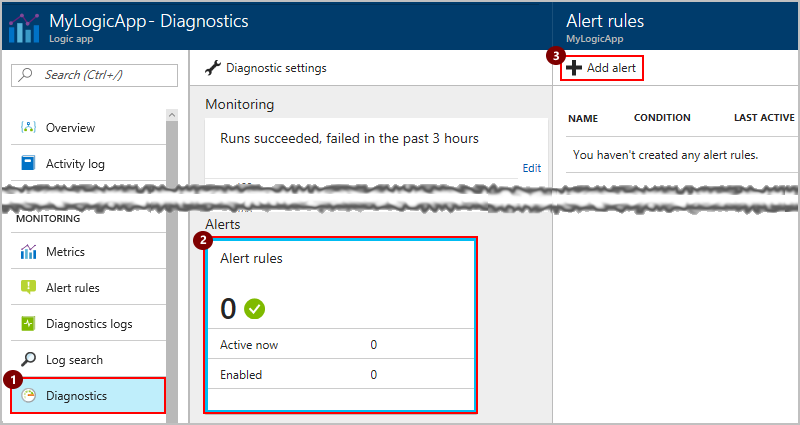 MyLogicApp - Diagnostics
Logic app
Search (Ctrl+/)
Overview
Activity log
MONITORING
Metrics
Alert rules
Diagnostics logs
Log search
1
Diagnostics
Diagnostic settings
Monitoring
Runs succeeded, failed in the past 3 hours
Edit
Alerts
2
Alert rules
0
Active now 0
Enabled 0
Alert rules
MyLogicApp
3
Add alert
NAME CONDITION LAST ACTIVE
You haven't created any alert rules.